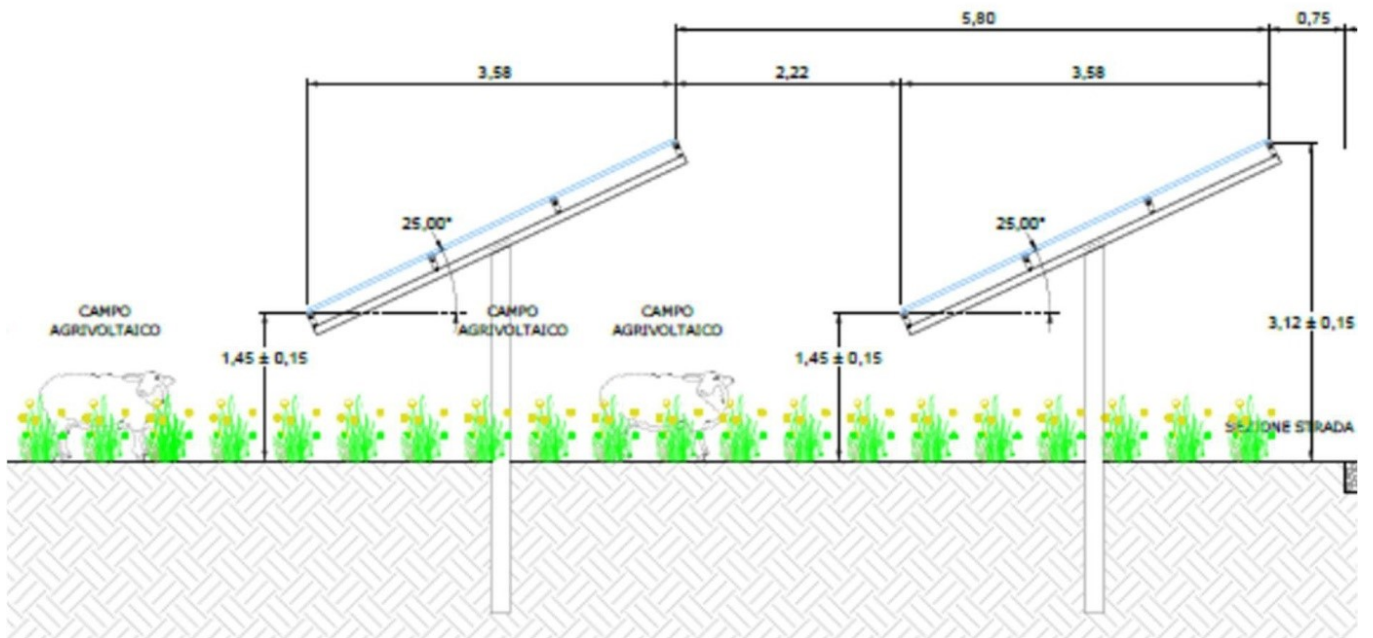 5,80
0,75
3,58
2,22
3,58
25,00°
25,00°
CAMPO
AGRIVOLTAICO
CAMPO
AGRIVOLTAICO
CAMPO
AGRIVOLTAICO
3,12 ± 0,15
1,45 ± 0,15
1,45 ± 0,15
SEZIONE STRADA